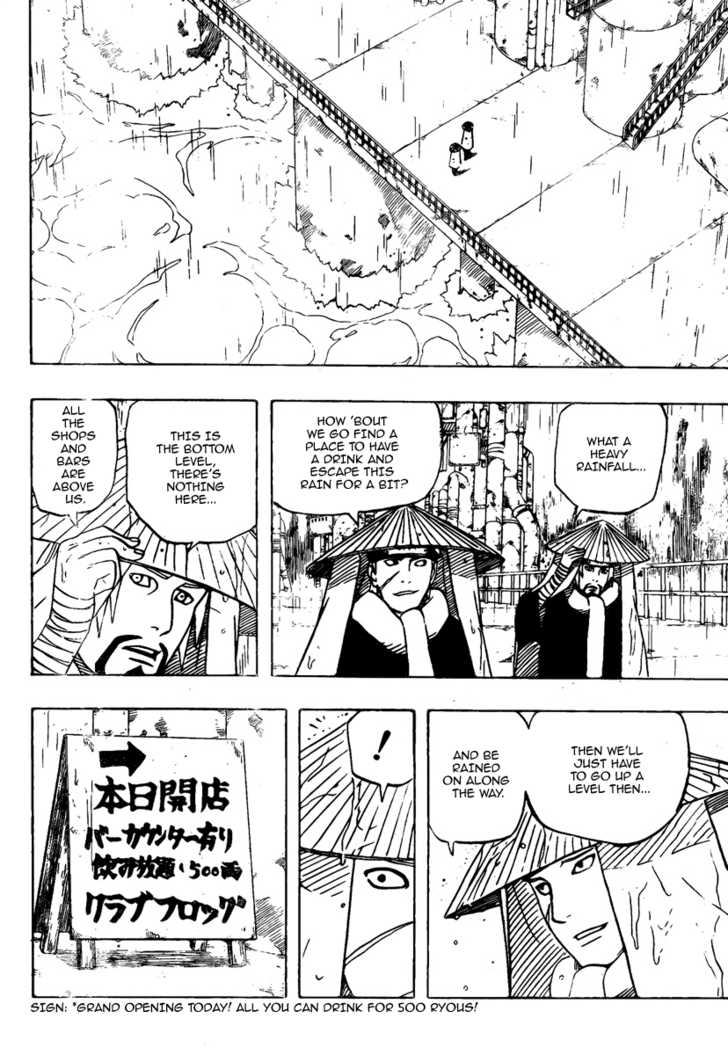 WHAT A
HEAVY
RAINFALL...
HOW 'BOUT
WE GO FIND A
PLACE TO HAVE
A DRINK AND
ESCAPE THIS
RAIN FOR A BIT?
THIS IS
THE BOTTOM
LEVEL,
THERE'S
NOTHING
HERE...
ALL
THE
SHOPS
AND
BARS
ARE
ABOVE
US.
THEN WE'LL
JUST HAVE
TO GO UP A
LEVEL THEN...
AND BE
RAINED
ON ALONG
THE WAY.
!
本日開店
バーカウンター有り
飲み放題・500両
クラブフロッグ
SIGN: "GRAND OPENING TODAY! ALL YOU CAN DRINK FOR 500 RYOUS!